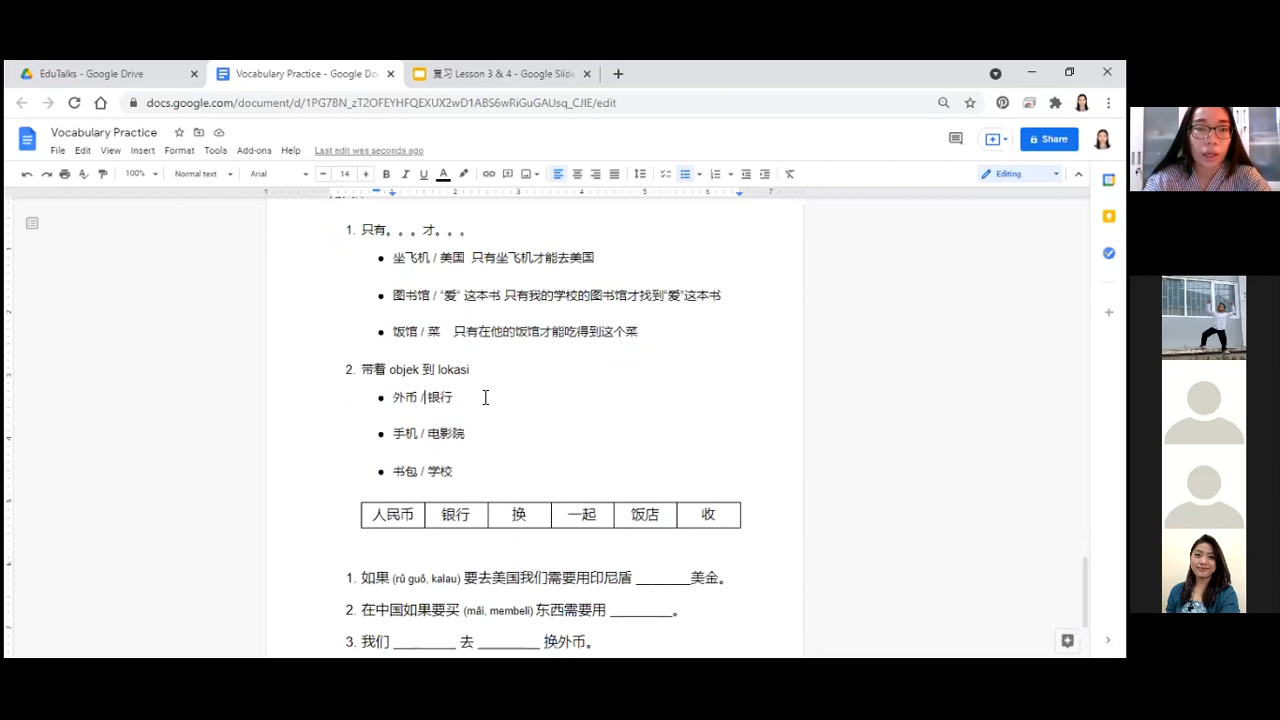 EduTalks - Google Drive
Vocabulary Practice - Google Do
复习 Lesson 3 & 4 - Google Slide
docs.google.com/document/d/1PG7BN_zT2OFEYHFQEXUX2wD1ABS6wRiGuGAUsq_CJIE/edit
Vocabulary Practice
File Edit View Insert Format Tools Add-ons Help Last edit was seconds ago
Share
100% Normal text Arial 14 Editing
1. 只有。。。才。。。
● 坐飞机 / 美国 只有坐飞机才能去美国
● 图书馆 / “爱” 这本书 只有我的学校的图书馆才找到“爱”这本书
● 饭馆 / 菜 只有在他的饭馆才能吃得到这个菜
2. 带着 objek 到 lokasi
● 外币 / 银行
● 手机 / 电影院
● 书包 / 学校
人民币 银行 换 一起 饭店 收
1. 如果 (rǔ guǒ, kalau) 要去美国我们需要用印尼盾 _______美金。
2. 在中国如果要买 (mǎi, membeli) 东西需要用 ________。
3. 我们 ________ 去 ________ 换外币。